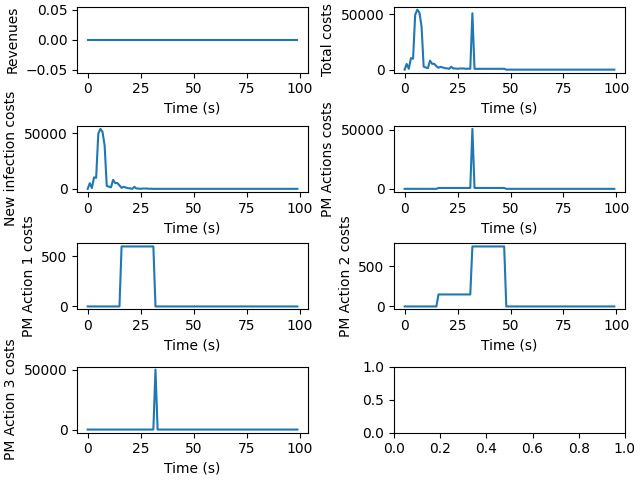 Revenues
0.05
0.00
−0.05
0 25 50 75 100
Time (s)
Total costs
50000
0
0 25 50 75 100
Time (s)
New infection costs
50000
0
0 25 50 75 100
Time (s)
PM Actions costs
50000
0
0 25 50 75 100
Time (s)
PM Action 1 costs
500
0
0 25 50 75 100
Time (s)
PM Action 2 costs
500
0
0 25 50 75 100
Time (s)
PM Action 3 costs
50000
0
0 25 50 75 100
Time (s)
1.0
0.5
0.0
0.0 0.2 0.4 0.6 0.8 1.0